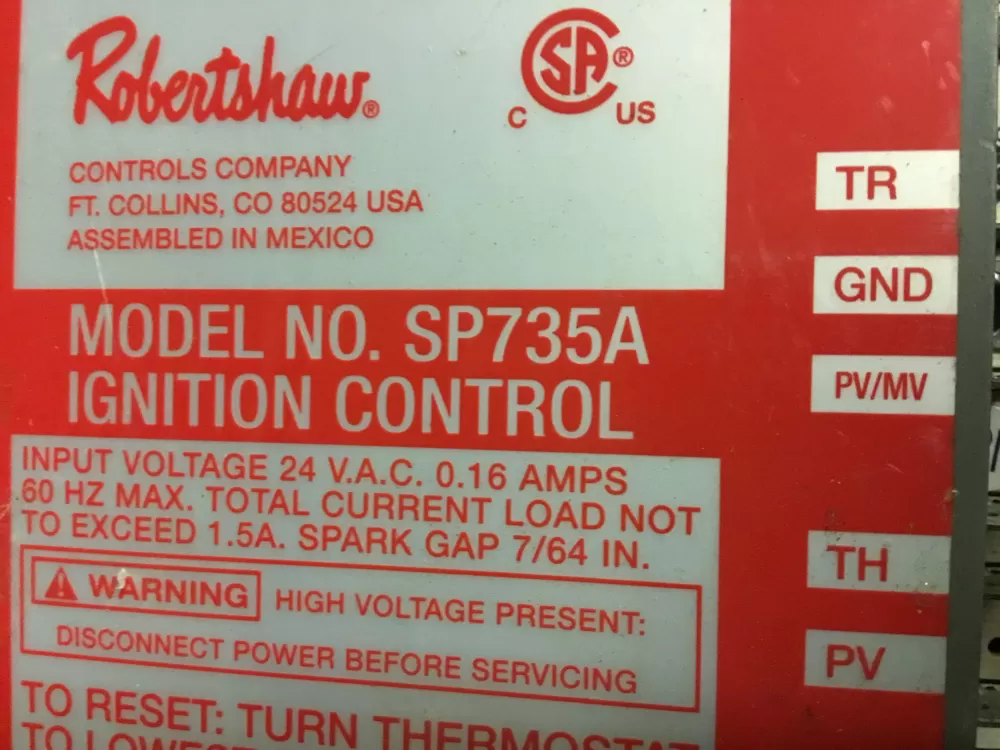 Robertshaw®
CSA®
C US
CONTROLS COMPANY
FT. COLLINS, CO 80524 USA
ASSEMBLED IN MEXICO
MODEL NO. SP735A
IGNITION CONTROL
INPUT VOLTAGE 24 V.A.C. 0.16 AMPS
60 HZ MAX. TOTAL CURRENT LOAD NOT
TO EXCEED 1.5A. SPARK GAP 7/64 IN.
WARNING HIGH VOLTAGE PRESENT:
DISCONNECT POWER BEFORE SERVICING
TO RESET: TURN THERMOSTAT
TO LOWEST
TR
GND
PV/MV
TH
PV